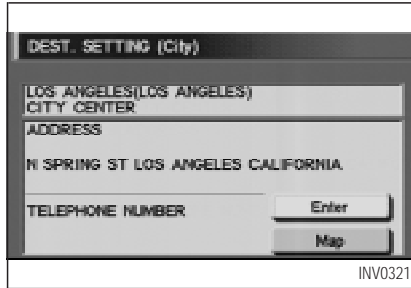 DEST. SETTING (City)
LOS ANGELES(LOS ANGELES)
CITY CENTER
ADDRESS
N SPRING ST LOS ANGELES CALIFORNIA
TELEPHONE NUMBER
Enter
Map
INV0321